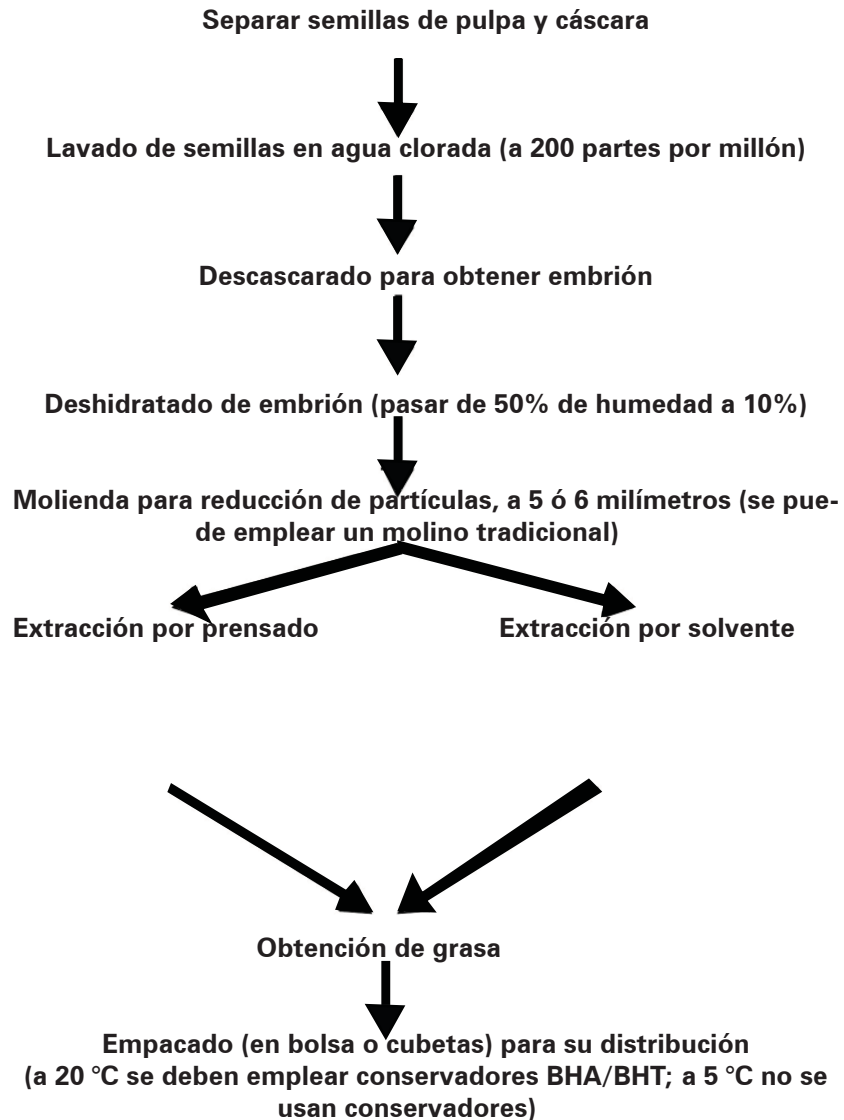 Separar semillas de pulpa y cáscara
Lavado de semillas en agua clorada (a 200 partes por millón)
Descascarado para obtener embrión
Deshidratado de embrión (pasar de 50% de humedad a 10%)
Molienda para reducción de partículas, a 5 ó 6 milímetros (se pue-
de emplear un molino tradicional)
Extracción por prensado
Extracción por solvente
Obtención de grasa
Empacado (en bolsa o cubetas) para su distribución
(a 20 °C se deben emplear conservadores BHA/BHT; a 5 °C no se
usan conservadores)